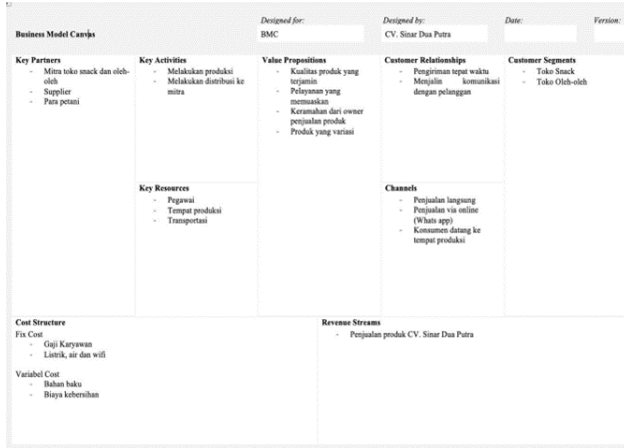 Designed for:
Designed by:
Date:
Version:
Business Model Canvas
BMC
CV. Sinar Dua Putra
Key Partners
- Mitra toko snack dan oleh-
oleh
- Supplier
- Para petani
Key Activities
- Melakukan produksi
- Melakukan distribusi ke
mitra
Key Resources
- Pegawai
- Tempat produksi
- Transportasi
Value Propositions
- Kualitas produk yang
terjamin
- Pelayanan yang
memuaskan
- Keramahan dari owner
penjualan produk
- Produk yang variasi
Customer Relationships
- Pengiriman tepat waktu
- Menjalin komunikasi
dengan pelanggan
Channels
- Penjualan langsung
- Penjualan via online
(Whats app)
- Konsumen datang ke
tempat produksi
Customer Segments
- Toko Snack
- Toko Oleh-oleh
Cost Structure
Fix Cost
- Gaji Karyawan
- Listrik, air dan wifi
Variabel Cost
- Bahan baku
- Biaya kebersihan
Revenue Streams
- Penjualan produk CV. Sinar Dua Putra